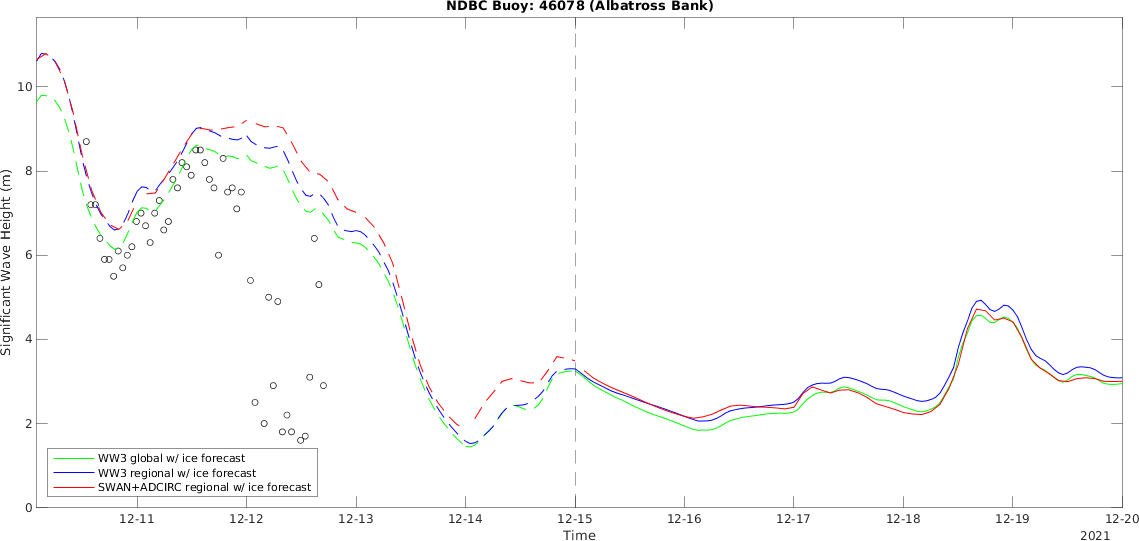 NDBC Buoy: 46078 (Albatross Bank)
Significant Wave Height (m)
10
8
6
4
2
0
WW3 global w/ ice forecast
WW3 regional w/ ice forecast
SWAN+ADCIRC regional w/ ice forecast
12-11 12-12 12-13 12-14 12-15 12-16 12-17 12-18 12-19 12-20
Time
2021